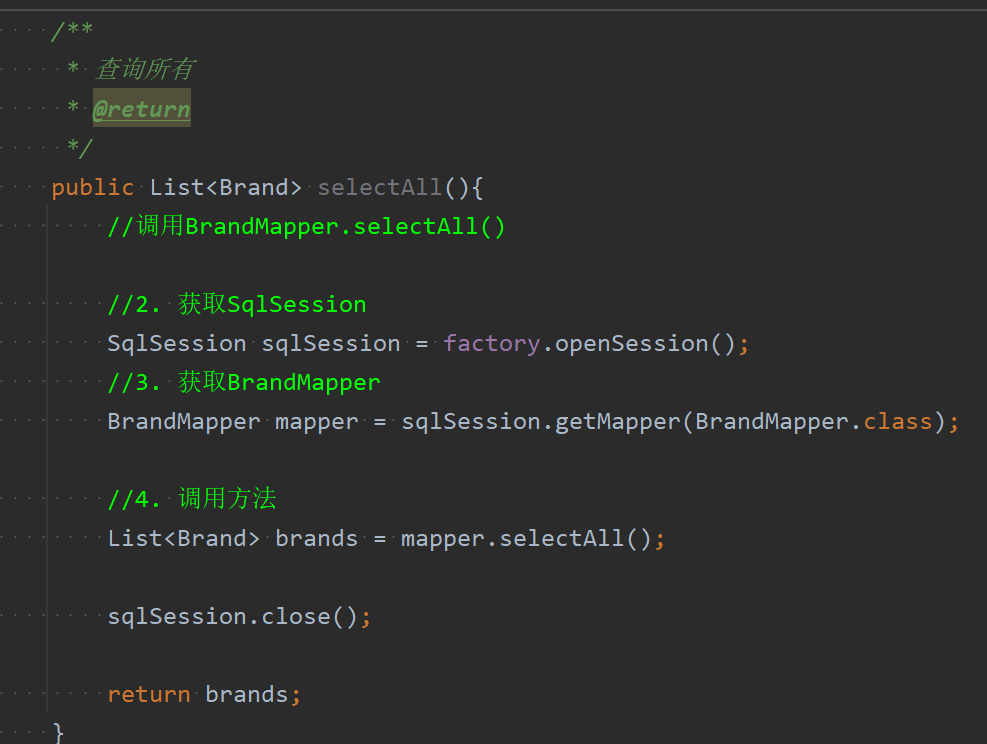 /**
* 查询所有
* @return
*/
public List<Brand> selectAll(){
//调用BrandMapper.selectAll()
//2. 获取SqlSession
SqlSession sqlSession = factory.openSession();
//3. 获取BrandMapper
BrandMapper mapper = sqlSession.getMapper(BrandMapper.class);
//4. 调用方法
List<Brand> brands = mapper.selectAll();
sqlSession.close();
return brands;
}